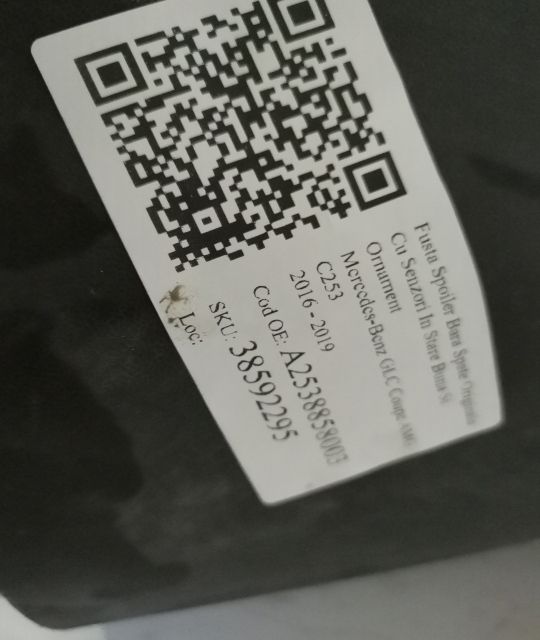 Fusta Spoiler Bara Spate Originala
Cu Senzori In Stare Buna Si
Ornament
Mercedes-Benz GLC Coupe AMG
C253
2016 - 2019
Cod OE: A2538858003
SKU: 38592295
Loc: